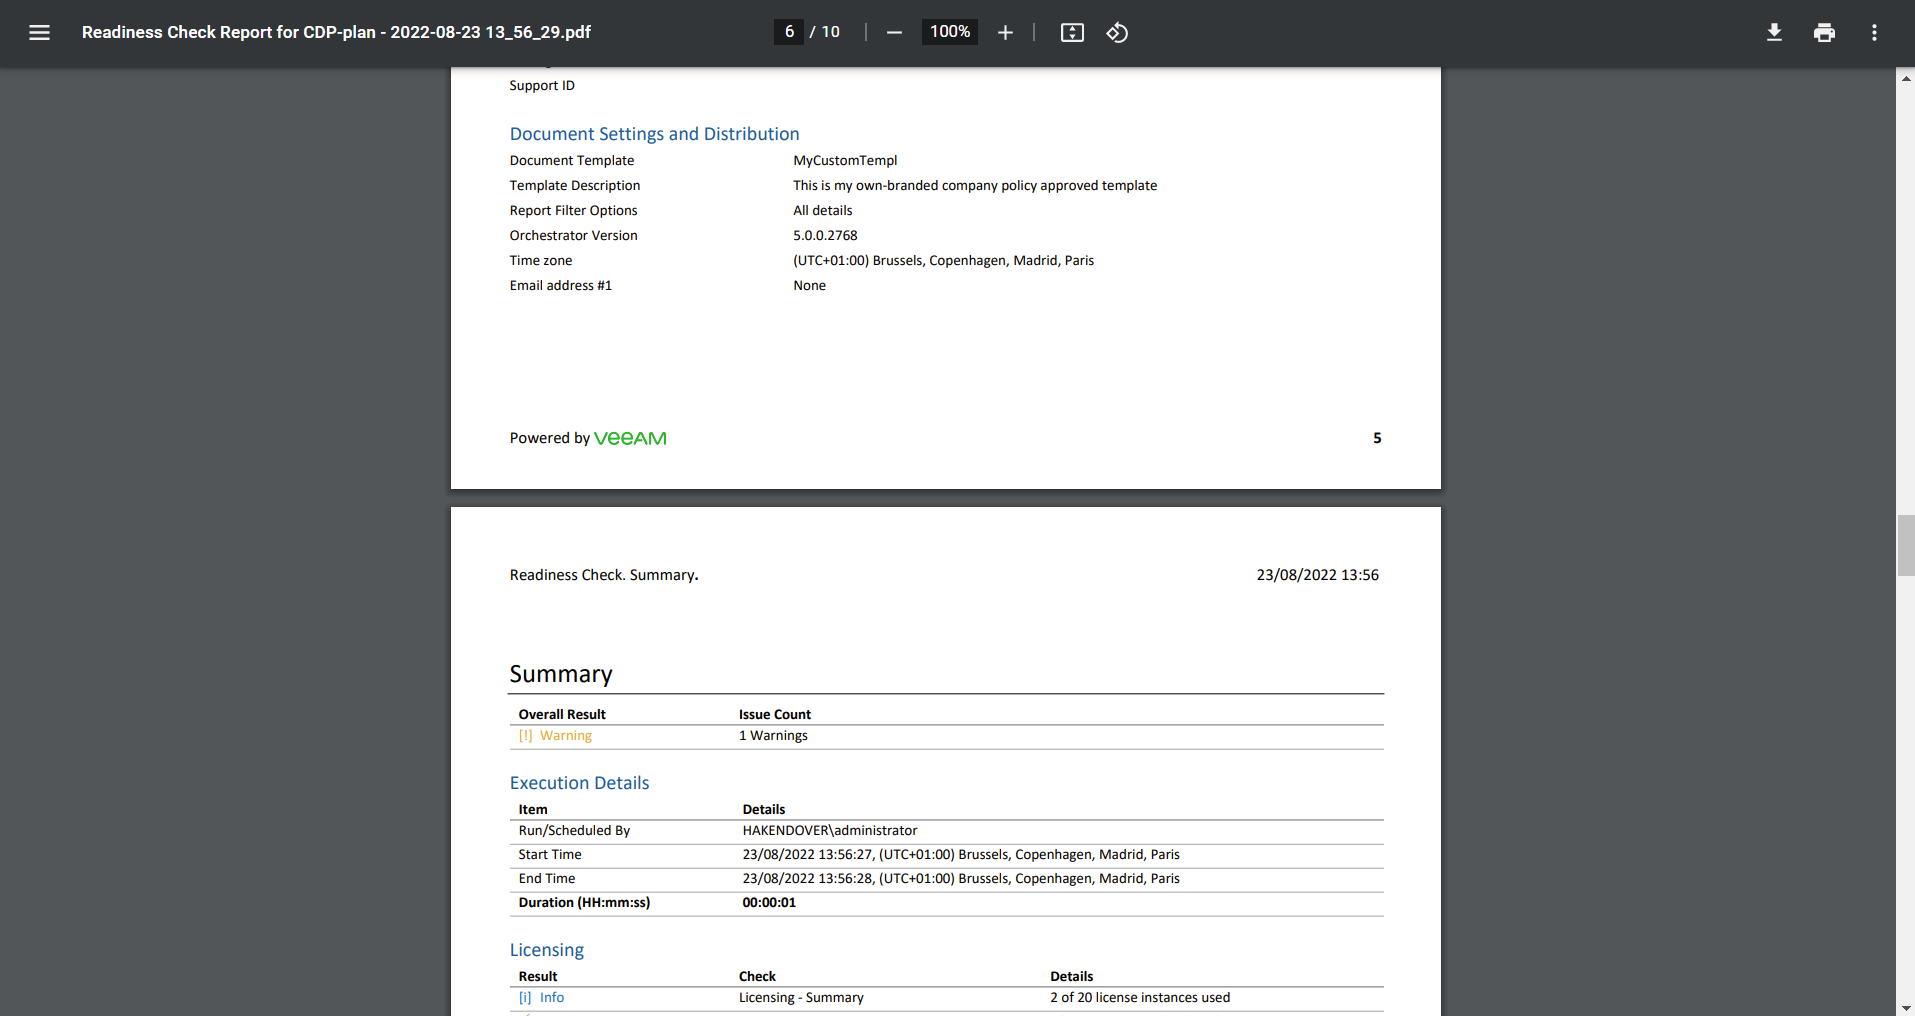 Readiness Check Report for CDP-plan - 2022-08-23 13_56_29.pdf 6 / 10 100%
Support ID
Document Settings and Distribution
Document Template MyCustomTempl
Template Description This is my own-branded company policy approved template
Report Filter Options All details
Orchestrator Version 5.0.0.2768
Time zone (UTC+01:00) Brussels, Copenhagen, Madrid, Paris
Email address #1 None
Powered by veeAM 5
Readiness Check. Summary. 23/08/2022 13:56
Summary
Overall Result Issue Count
[!] Warning 1 Warnings
Execution Details
Item Details
Run/Scheduled By HAKENDOVER\administrator
Start Time 23/08/2022 13:56:27, (UTC+01:00) Brussels, Copenhagen, Madrid, Paris
End Time 23/08/2022 13:56:28, (UTC+01:00) Brussels, Copenhagen, Madrid, Paris
Duration (HH:mm:ss) 00:00:01
Licensing
Result Check Details
[i] Info Licensing - Summary 2 of 20 license instances used